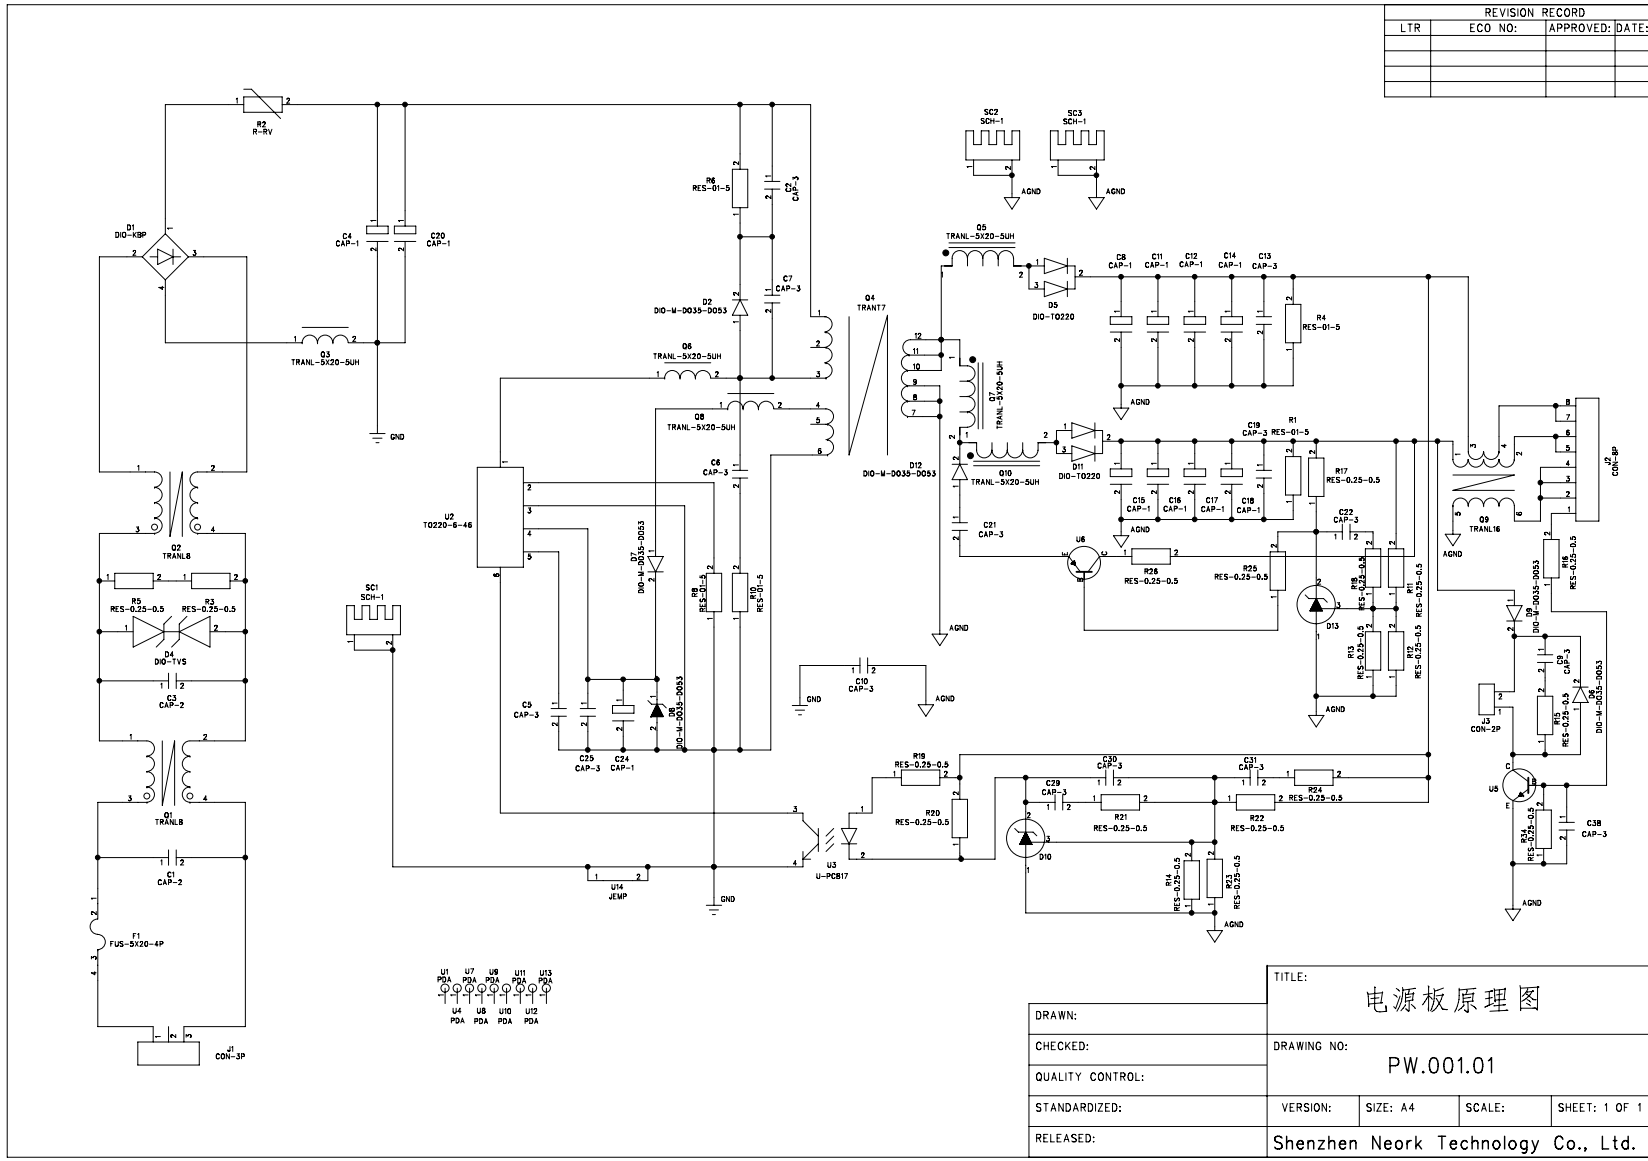 REVISION RECORD
LTR ECO NO: APPROVED: DATE:
R2
R-RV
D1
DIO-KBP
C4
CAP-1
C20
CAP-1
Q3
TRANL-5X20-5UH
GND
Q2
TRANL8
R5
RES-0.25-0.5
R3
RES-0.25-0.5
D4
DIO-TVS
C3
CAP-2
Q1
TRANL8
C1
CAP-2
F1
FUS-5X20-4P
J1
CON-3P
R6
RES-01-5
C2
CAP-3
C7
CAP-3
D2
DIO-M-DO35-DO53
Q6
TRANL-5X20-5UH
Q8
TRANL-5X20-5UH
C6
CAP-3
U2
TO220-6-46
D7
DIO-M-DO35-DO53
R8
RES-01-5
R10
RES-01-5
SC1
SCH-1
C5
CAP-3
C25
CAP-3
C24
CAP-1
D8
DIO-M-DO35-DO53
U14
JEMP
GND
U3
U-PC817
C10
CAP-3
GND
AGND
Q4
TRANT7
SC2
SCH-1
SC3
SCH-1
AGND
AGND
Q5
TRANL-5X20-5UH
D5
DIO-TO220
C8
CAP-1
C11
CAP-1
C12
CAP-1
C14
CAP-1
C13
CAP-3
R4
RES-01-5
AGND
Q7
TRANL-5X20-5UH
D12
DIO-M-DO35-DO53
Q10
TRANL-5X20-5UH
D11
DIO-TO220
C15
CAP-1
C16
CAP-1
C17
CAP-1
C18
CAP-1
C19
CAP-3
R1
RES-01-5
AGND
R17
RES-0.25-0.5
C21
CAP-3
U6
R26
RES-0.25-0.5
R25
RES-0.25-0.5
C22
CAP-3
R18
RES-0.25-0.5
R11
RES-0.25-0.5
D13
R13
RES-0.25-0.5
R12
RES-0.25-0.5
AGND
AGND
Q9
TRANL16
AGND
J2
CON-8P
R16
RES-0.25-0.5
D9
DIO-M-DO35-DO53
C9
CAP-3
D6
DIO-M-DO35-DO53
R15
RES-0.25-0.5
J3
CON-2P
U5
R34
RES-0.25-0.5
C38
CAP-3
AGND
R19
RES-0.25-0.5
R20
RES-0.25-0.5
C30
CAP-3
C29
CAP-3
R21
RES-0.25-0.5
C31
CAP-3
R24
RES-0.25-0.5
R22
RES-0.25-0.5
D10
R14
RES-0.25-0.5
R23
RES-0.25-0.5
AGND
U1 U7 U9 U11 U13
PDA PDA PDA PDA PDA
U4 U8 U10 U12
PDA PDA PDA PDA
TITLE:
电源板原理图
DRAWN:
CHECKED:
DRAWING NO:
PW.001.01
QUALITY CONTROL:
STANDARDIZED:
VERSION: SIZE: A4 SCALE: SHEET: 1 OF 1
RELEASED:
Shenzhen Neork Technology Co., Ltd.